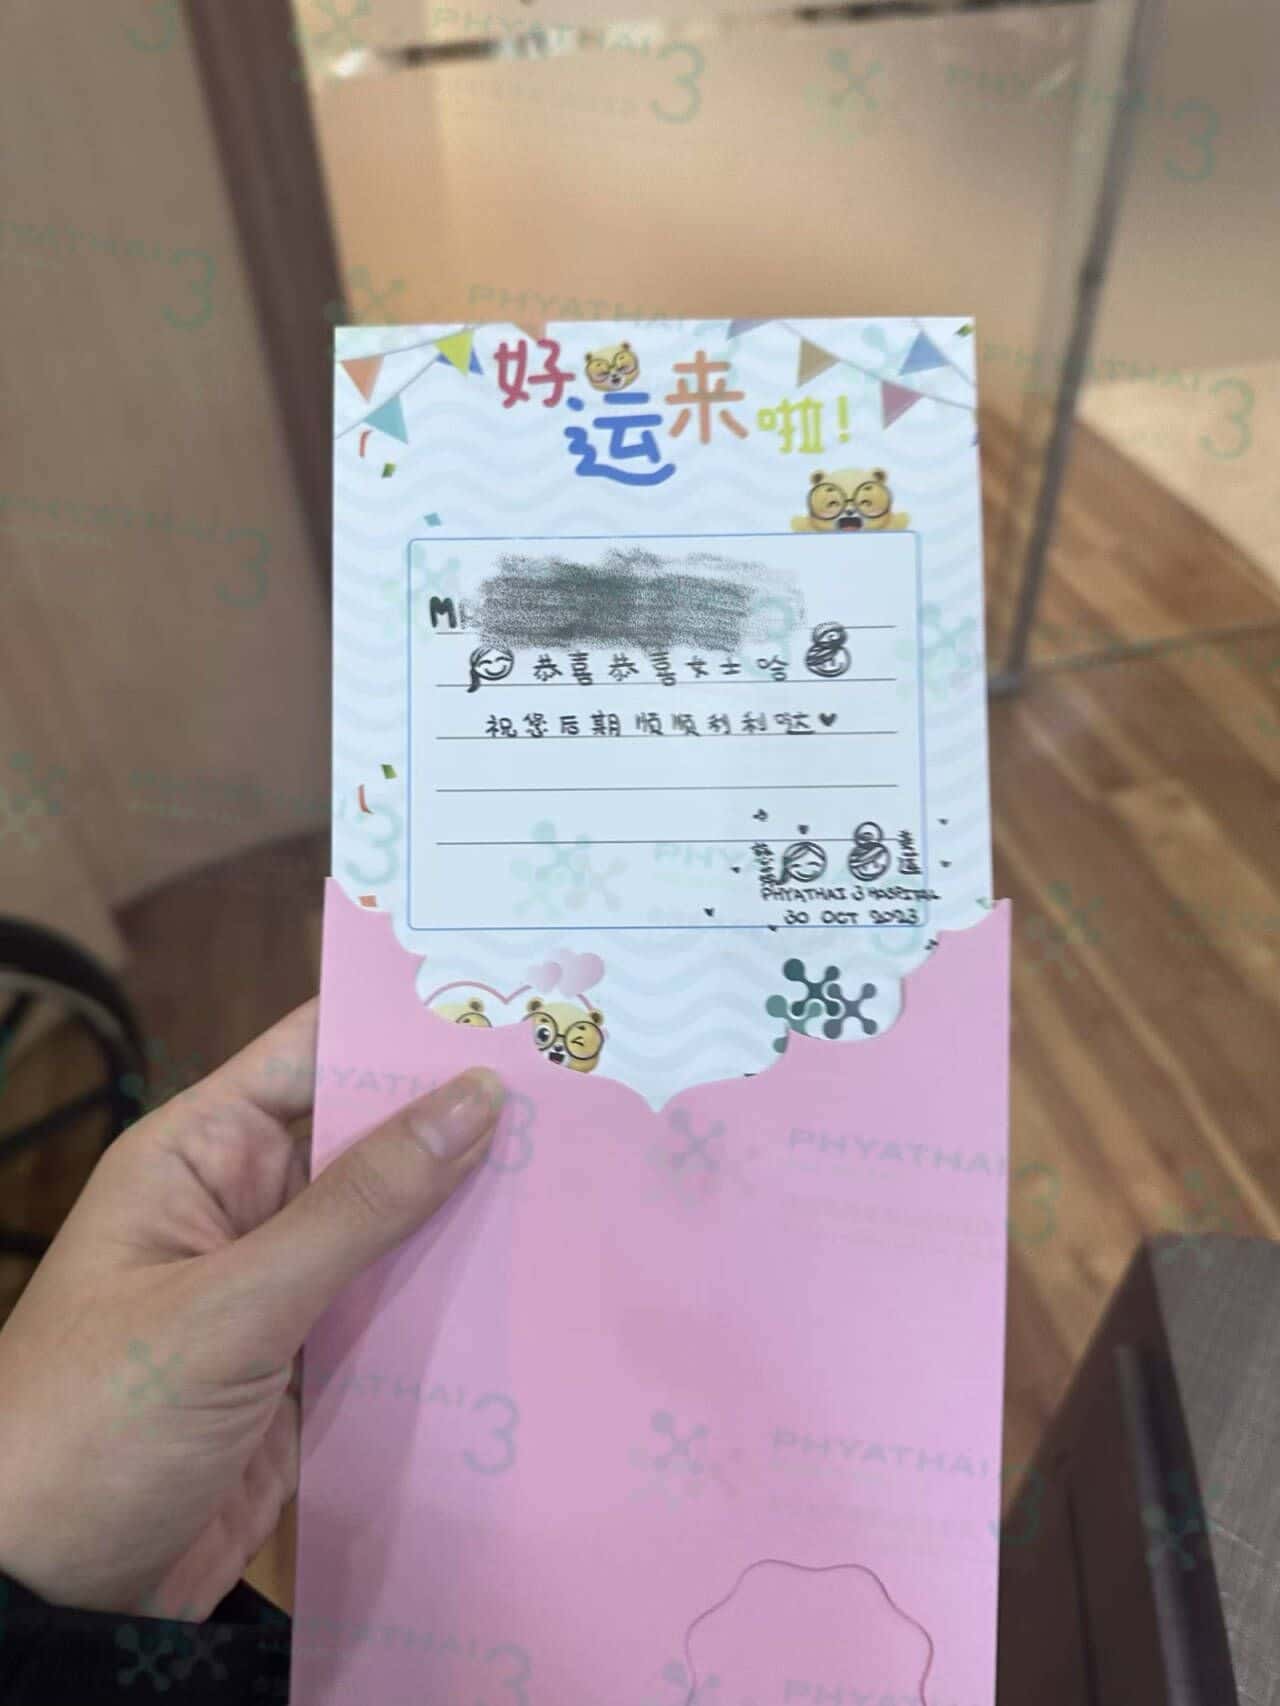 好运来啦!
恭喜恭喜女士哈
祝您后期顺顺利利哒♥
PHYATHAI 3 HOSPITAL
30 OCT 2023
PHYATHAI 3